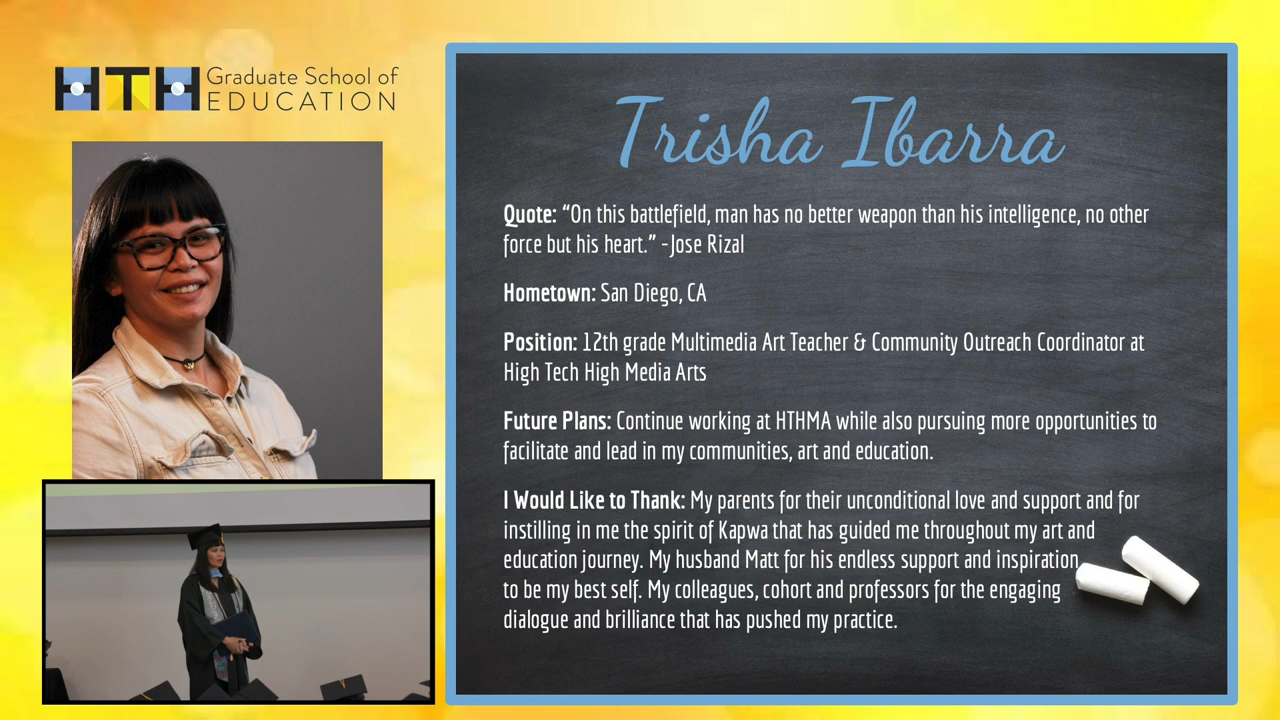 HTH Graduate School of
EDUCATION
Trisha Ibarra
Quote: “On this battlefield, man has no better weapon than his intelligence, no other
force but his heart.” -Jose Rizal
Hometown: San Diego, CA
Position: 12th grade Multimedia Art Teacher & Community Outreach Coordinator at
High Tech High Media Arts
Future Plans: Continue working at HTHMA while also pursuing more opportunities to
facilitate and lead in my communities, art and education.
I Would Like to Thank: My parents for their unconditional love and support and for
instilling in me the spirit of Kapwa that has guided me throughout my art and
education journey. My husband Matt for his endless support and inspiration
to be my best self. My colleagues, cohort and professors for the engaging
dialogue and brilliance that has pushed my practice.